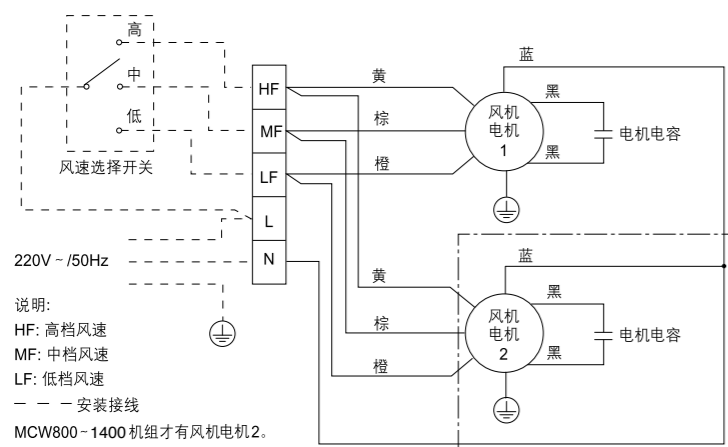 高
中
低
风速选择开关
HF
MF
LF
L
N
220V ~ /50Hz
黄
棕
橙
蓝
黑
风机
电机
1
黑
电机电容
黄
棕
橙
蓝
黑
风机
电机
2
黑
电机电容
说明:
HF: 高档风速
MF: 中档风速
LF: 低档风速
安装接线
MCW800~1400机组才有风机电机2。